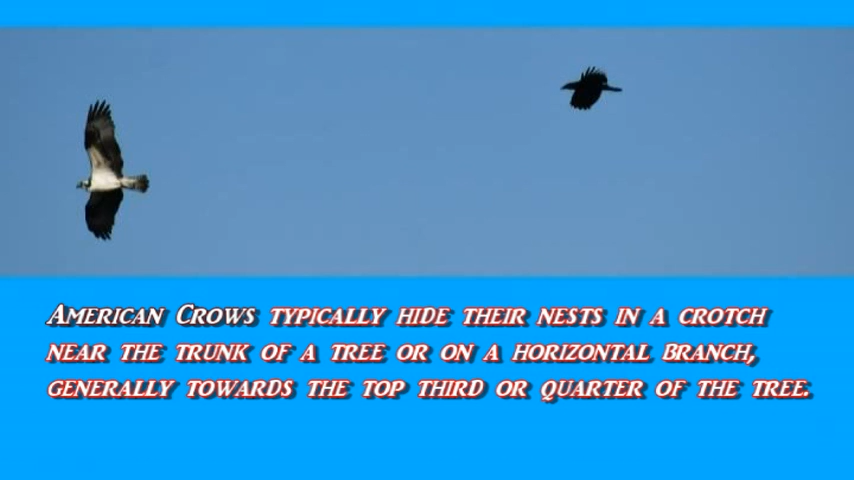 American Crows typically hide their nests in a crotch
near the trunk of a tree or on a horizontal branch,
generally towards the top third or quarter of the tree.